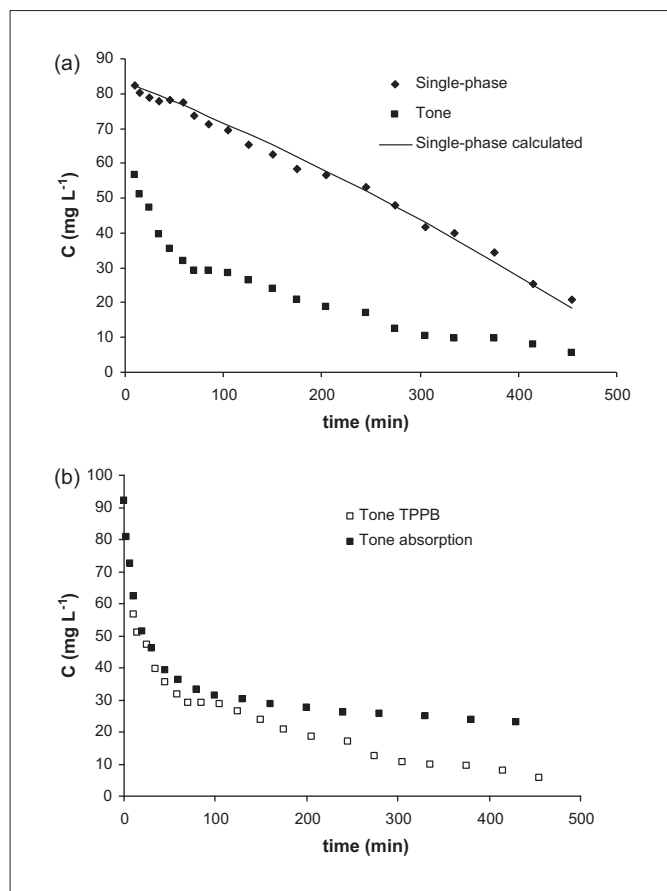 (a)
90
80
70
60
50
40
30
20
10
0
C (mg L⁻¹)
Single-phase
Tone
Single-phase calculated
0 100 200 300 400 500
time (min)
(b)
100
90
80
70
60
50
40
30
20
10
0
C (mg L⁻¹)
Tone TPPB
Tone absorption
0 100 200 300 400 500
time (min)